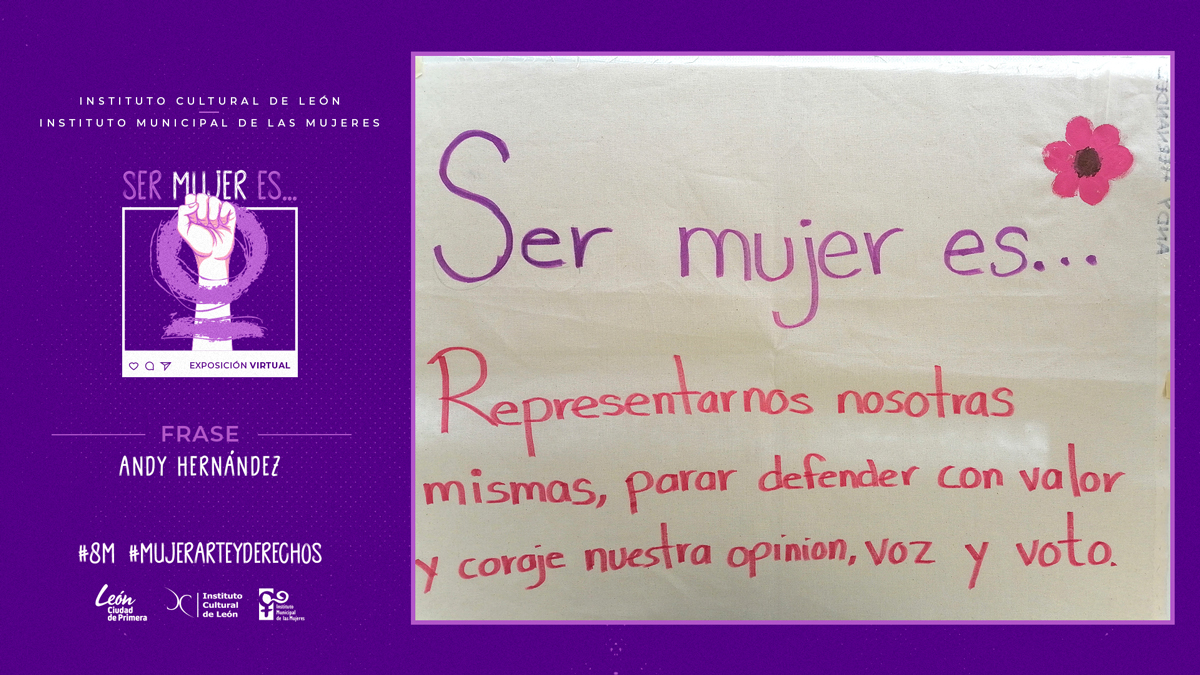 INSTITUTO CULTURAL DE LEÓN
INSTITUTO MUNICIPAL DE LAS MUJERES
SER MUJER ES...
EXPOSICIÓN VIRTUAL
FRASE
ANDY HERNÁNDEZ
#8M #MUJERARTEYDERECHOS
León
Ciudad
de Primera
Instituto
Cultural
de León
Instituto
Municipal
de las Mujeres
Ser mujer es...
Representarnos nosotras
mismas, parar defender con valor
y coraje nuestra opinion, voz y voto.
ANDY HERNANDEZ